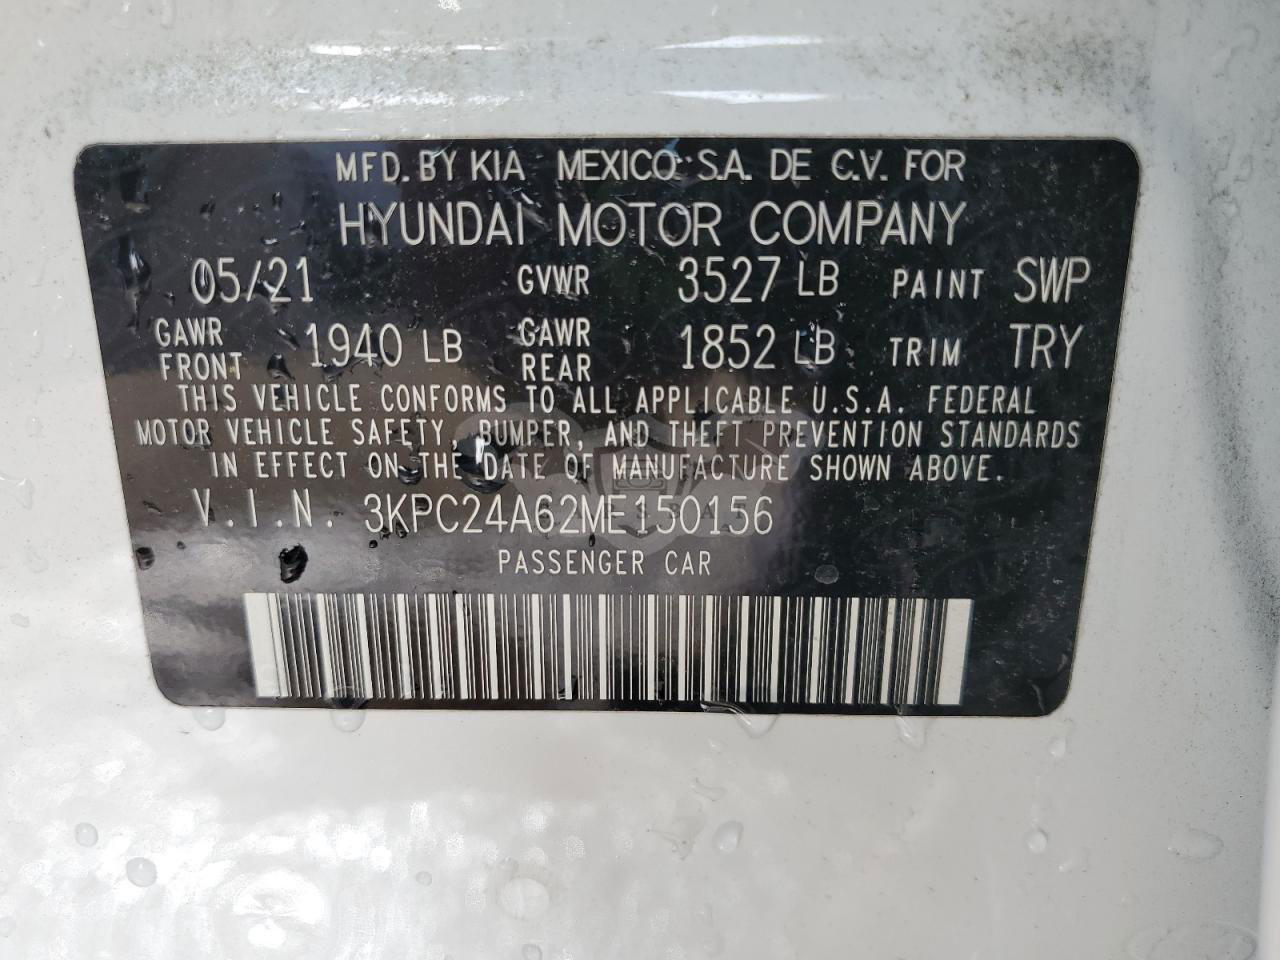 MFD. BY KIA MEXICO S.A. DE C.V. FOR
HYUNDAI MOTOR COMPANY
05/21 GVWR 3527 LB PAINT SWP
GAWR FRONT 1940 LB GAWR REAR 1852 LB TRIM TRY
THIS VEHICLE CONFORMS TO ALL APPLICABLE U.S.A. FEDERAL
MOTOR VEHICLE SAFETY, BUMPER, AND THEFT PREVENTION STANDARDS
IN EFFECT ON THE DATE OF MANUFACTURE SHOWN ABOVE.
V.I.N. 3KPC24A62ME150156
PASSENGER CAR